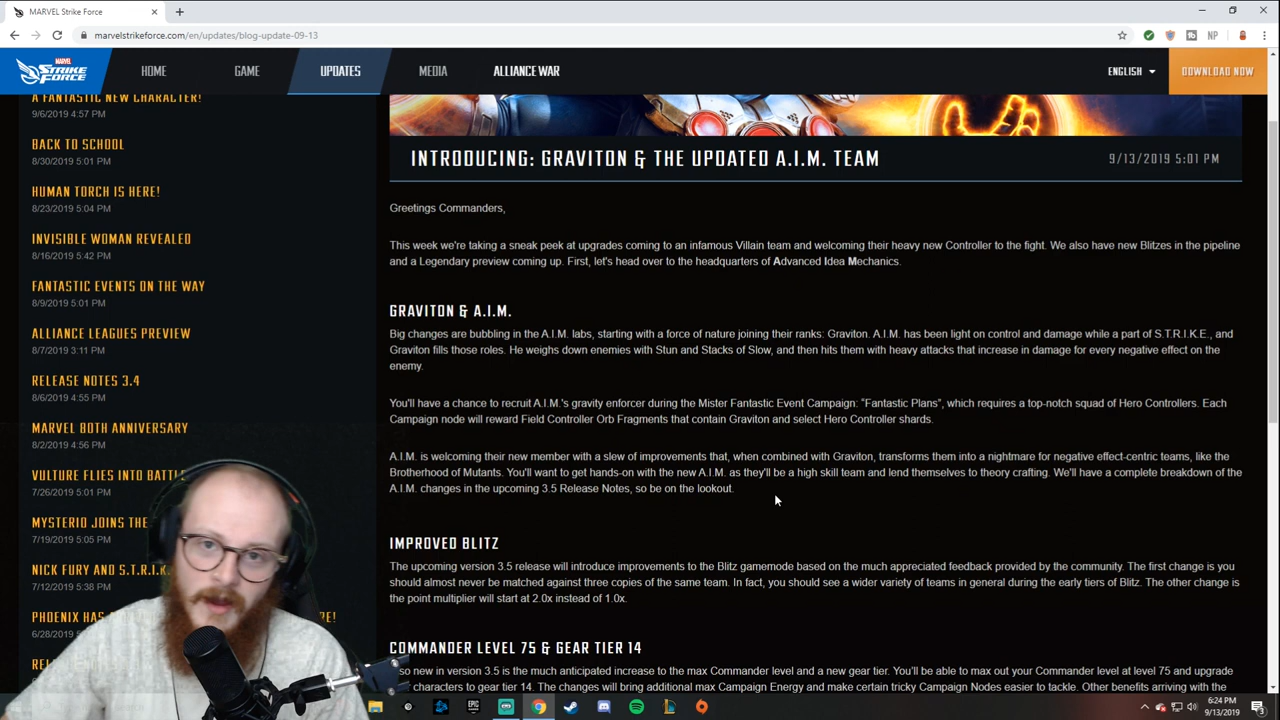 MARVEL Strike Force
marvelstrikeforce.com/en/updates/blog-update-09-13
NP
MARVEL
STRIKE FORCE
HOME
GAME
UPDATES
MEDIA
ALLIANCE WAR
ENGLISH
DOWNLOAD NOW
A FANTASTIC NEW CHARACTER!
9/6/2019 4:57 PM
BACK TO SCHOOL
8/30/2019 5:01 PM
HUMAN TORCH IS HERE!
8/23/2019 5:04 PM
INVISIBLE WOMAN REVEALED
8/16/2019 5:42 PM
FANTASTIC EVENTS ON THE WAY
8/9/2019 5:01 PM
ALLIANCE LEAGUES PREVIEW
8/7/2019 3:11 PM
RELEASE NOTES 3.4
8/6/2019 4:55 PM
MARVEL 80TH ANNIVERSARY
8/2/2019 4:56 PM
VULTURE FLIES INTO BATTLE
7/26/2019 5:01 PM
MYSTERIO JOINS THE
7/19/2019 5:05 PM
NICK FURY AND S.T.R.I.K.
7/12/2019 5:38 PM
PHOENIX HAS RE!
6/28/2019 5
INTRODUCING: GRAVITON & THE UPDATED A.I.M. TEAM
9/13/2019 5:01 PM
Greetings Commanders,
This week we're taking a sneak peek at upgrades coming to an infamous Villain team and welcoming their heavy new Controller to the fight. We also have new Blitzes in the pipeline
and a Legendary preview coming up. First, let's head over to the headquarters of Advanced Idea Mechanics.
GRAVITON & A.I.M.
Big changes are bubbling in the A.I.M. labs, starting with a force of nature joining their ranks: Graviton. A.I.M. has been light on control and damage while a part of S.T.R.I.K.E., and
Graviton fills those roles. He weighs down enemies with Stun and Stacks of Slow, and then hits them with heavy attacks that increase in damage for every negative effect on the
enemy.
You'll have a chance to recruit A.I.M.'s gravity enforcer during the Mister Fantastic Event Campaign: "Fantastic Plans", which requires a top-notch squad of Hero Controllers. Each
Campaign node will reward Field Controller Orb Fragments that contain Graviton and select Hero Controller shards.
A.I.M. is welcoming their new member with a slew of improvements that, when combined with Graviton, transforms them into a nightmare for negative effect-centric teams, like the
Brotherhood of Mutants. You'll want to get hands-on with the new A.I.M. as they'll be a high skill team and lend themselves to theory crafting. We'll have a complete breakdown of the
A.I.M. changes in the upcoming 3.5 Release Notes, so be on the lookout.
IMPROVED BLITZ
The upcoming version 3.5 release will introduce improvements to the Blitz gamemode based on the much appreciated feedback provided by the community. The first change is you
should almost never be matched against three copies of the same team. In fact, you should see a wider variety of teams in general during the early tiers of Blitz. The other change is
the point multiplier will start at 2.0x instead of 1.0x.
COMMANDER LEVEL 75 & GEAR TIER 14
so new in version 3.5 is the much anticipated increase to the max Commander level and a new gear tier. You'll be able to max out your Commander level at level 75 and upgrade
characters to gear tier 14. The changes will bring additional max Campaign Energy and make certain tricky Campaign Nodes easier to tackle. Other benefits arriving with the
EPIC
6:24 PM
9/13/2019
3